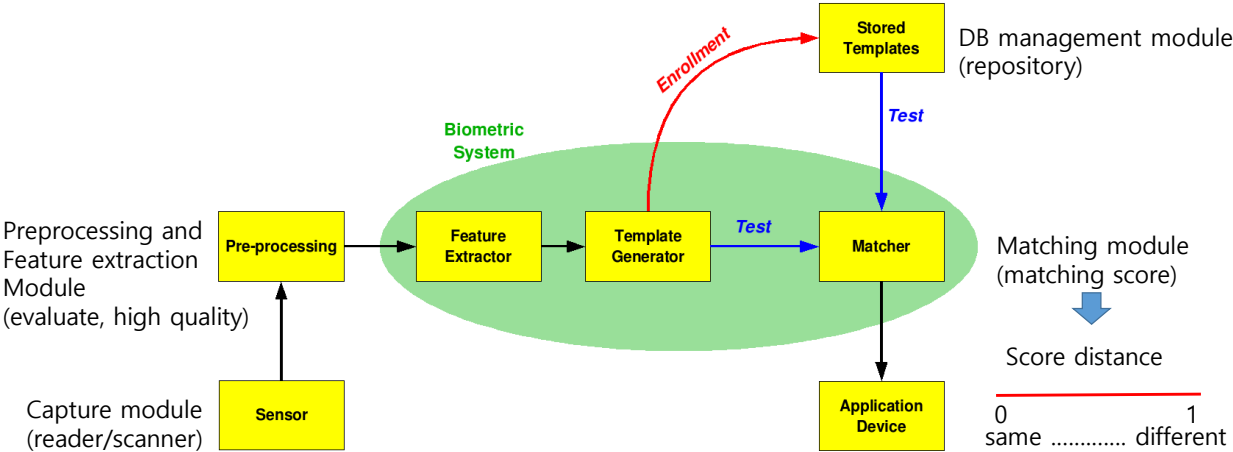 Stored
Templates
DB management module
(repository)
Enrollment
Test
Biometric
System
Preprocessing and
Feature extraction
Module
(evaluate, high quality)
Pre-processing
Feature
Extractor
Template
Generator
Test
Matcher
Matching module
(matching score)
Score distance
0 1
same ............. different
Capture module
(reader/scanner)
Sensor
Application
Device